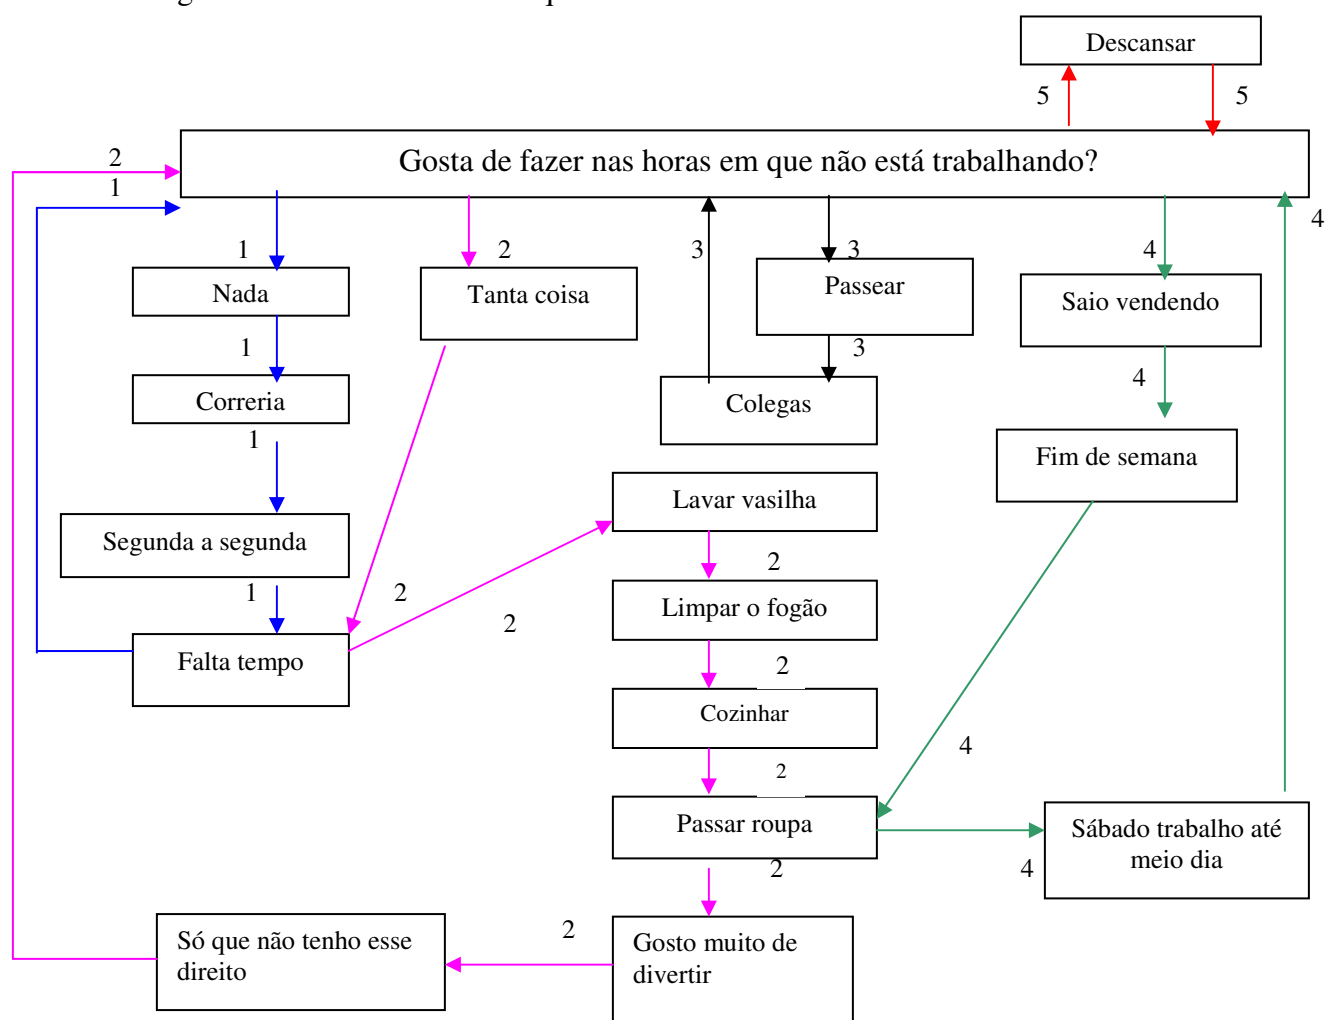 Descansar
5
5
2
Gosta de fazer nas horas em que não está trabalhando?
1
4
1
2
3
3
4
Nada
Tanta coisa
Passear
Saio vendendo
1
3
4
Correria
Colegas
1
Fim de semana
Lavar vasilha
Segunda a segunda
2
1
2
2
Limpar o fogão
Falta tempo
2
Cozinhar
4
2
Passar roupa
Sábado trabalho até
meio dia
2
4
2
Só que não tenho esse
direito
Gosto muito de
divertir